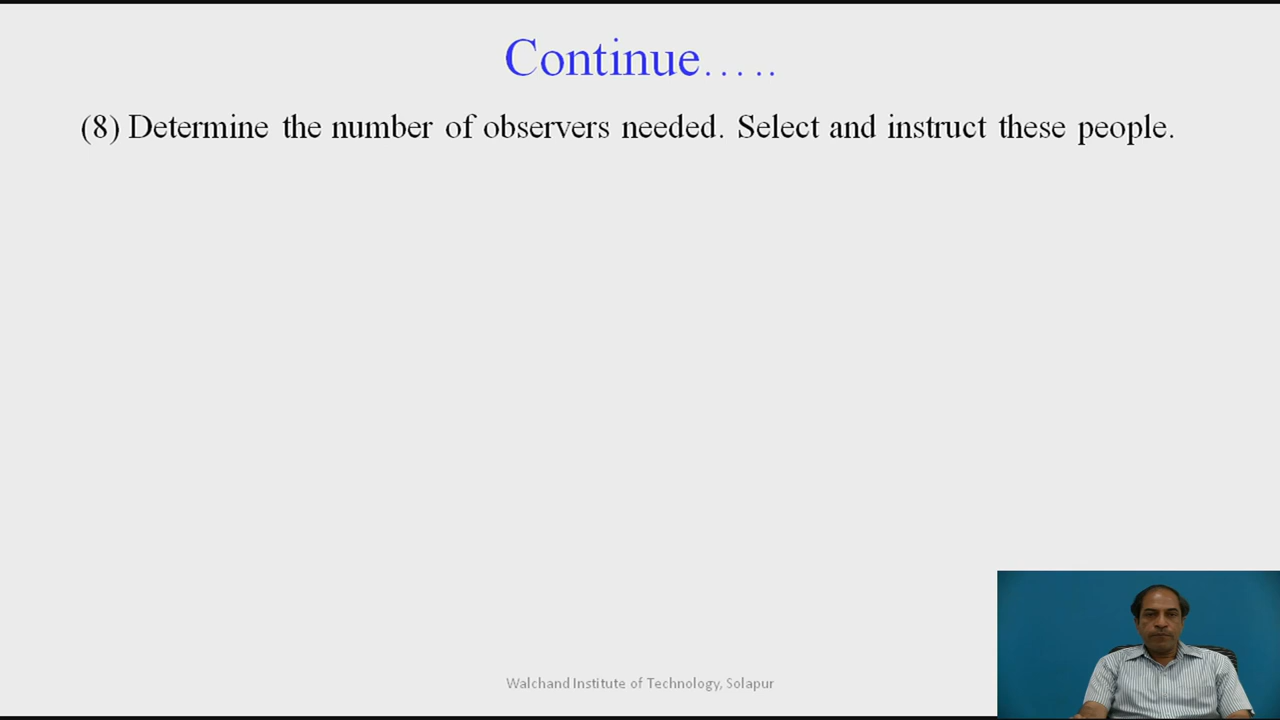 Continue.....
(8) Determine the number of observers needed. Select and instruct these people.
Walchand Institute of Technology, Solapur